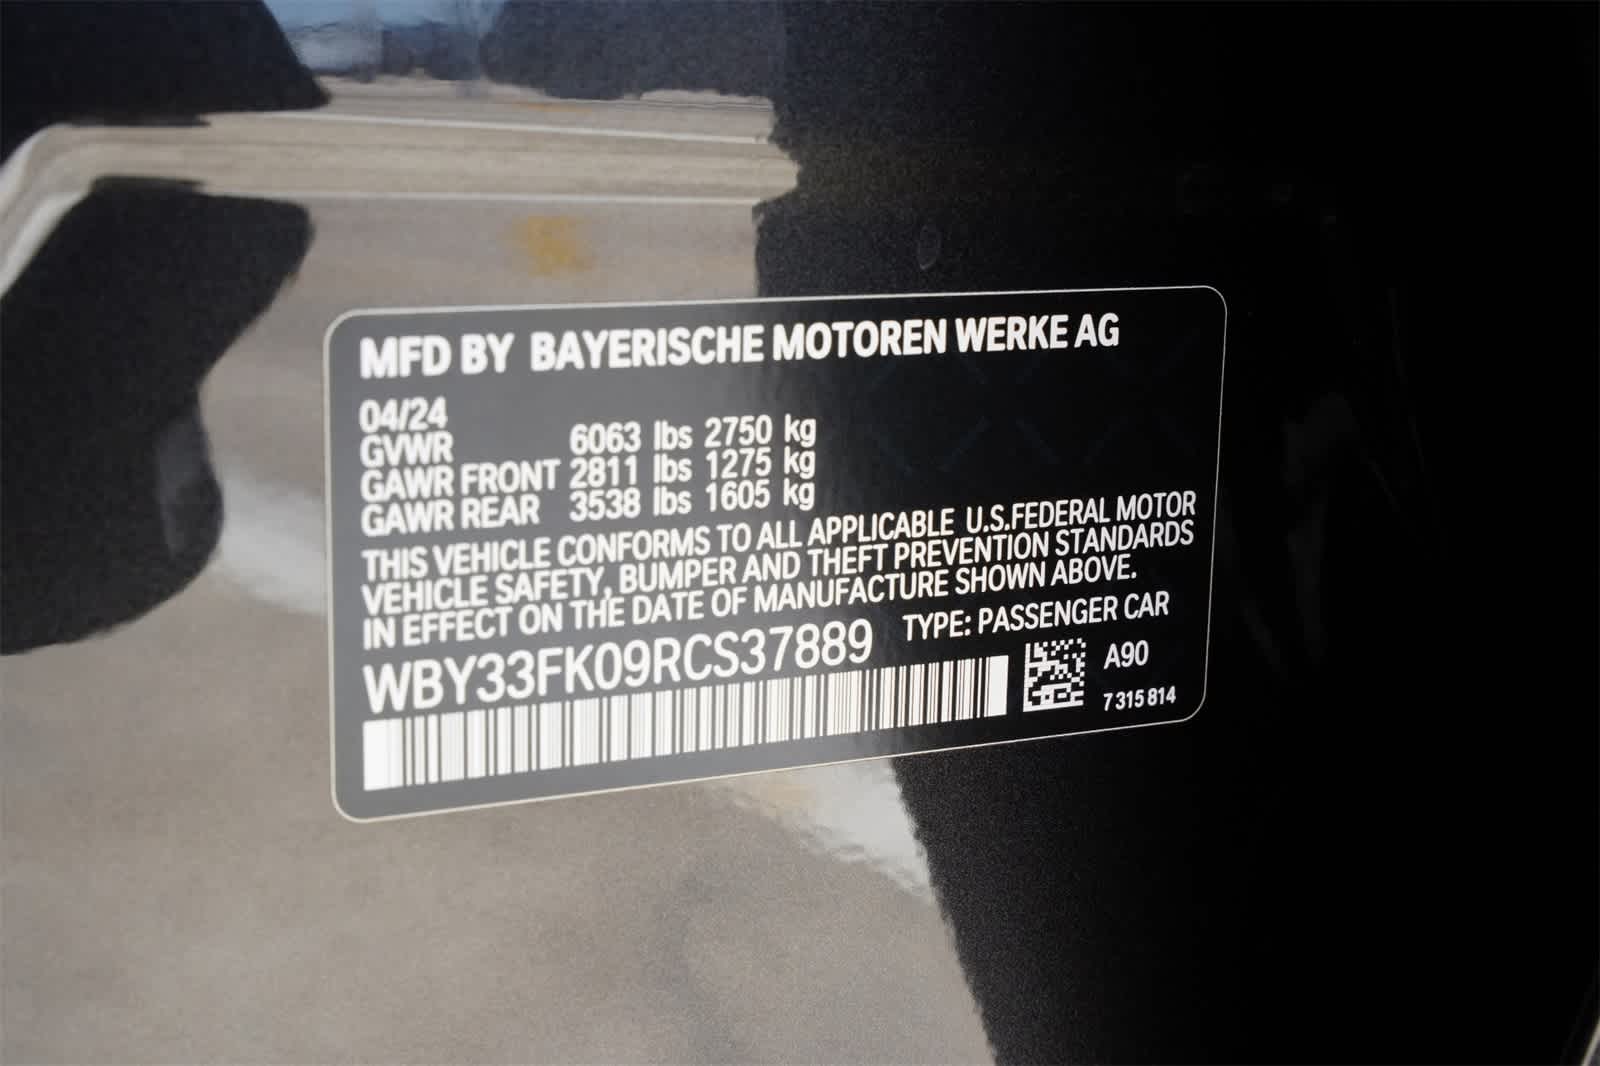 MFD BY BAYERISCHE MOTOREN WERKE AG
04/24
GVWR 6063 lbs 2750 kg
GAWR FRONT 2811 lbs 1275 kg
GAWR REAR 3538 lbs 1605 kg
THIS VEHICLE CONFORMS TO ALL APPLICABLE U.S.FEDERAL MOTOR
VEHICLE SAFETY, BUMPER AND THEFT PREVENTION STANDARDS
IN EFFECT ON THE DATE OF MANUFACTURE SHOWN ABOVE.
TYPE: PASSENGER CAR
WBY33FK09RCS37889
A90
7 315 814